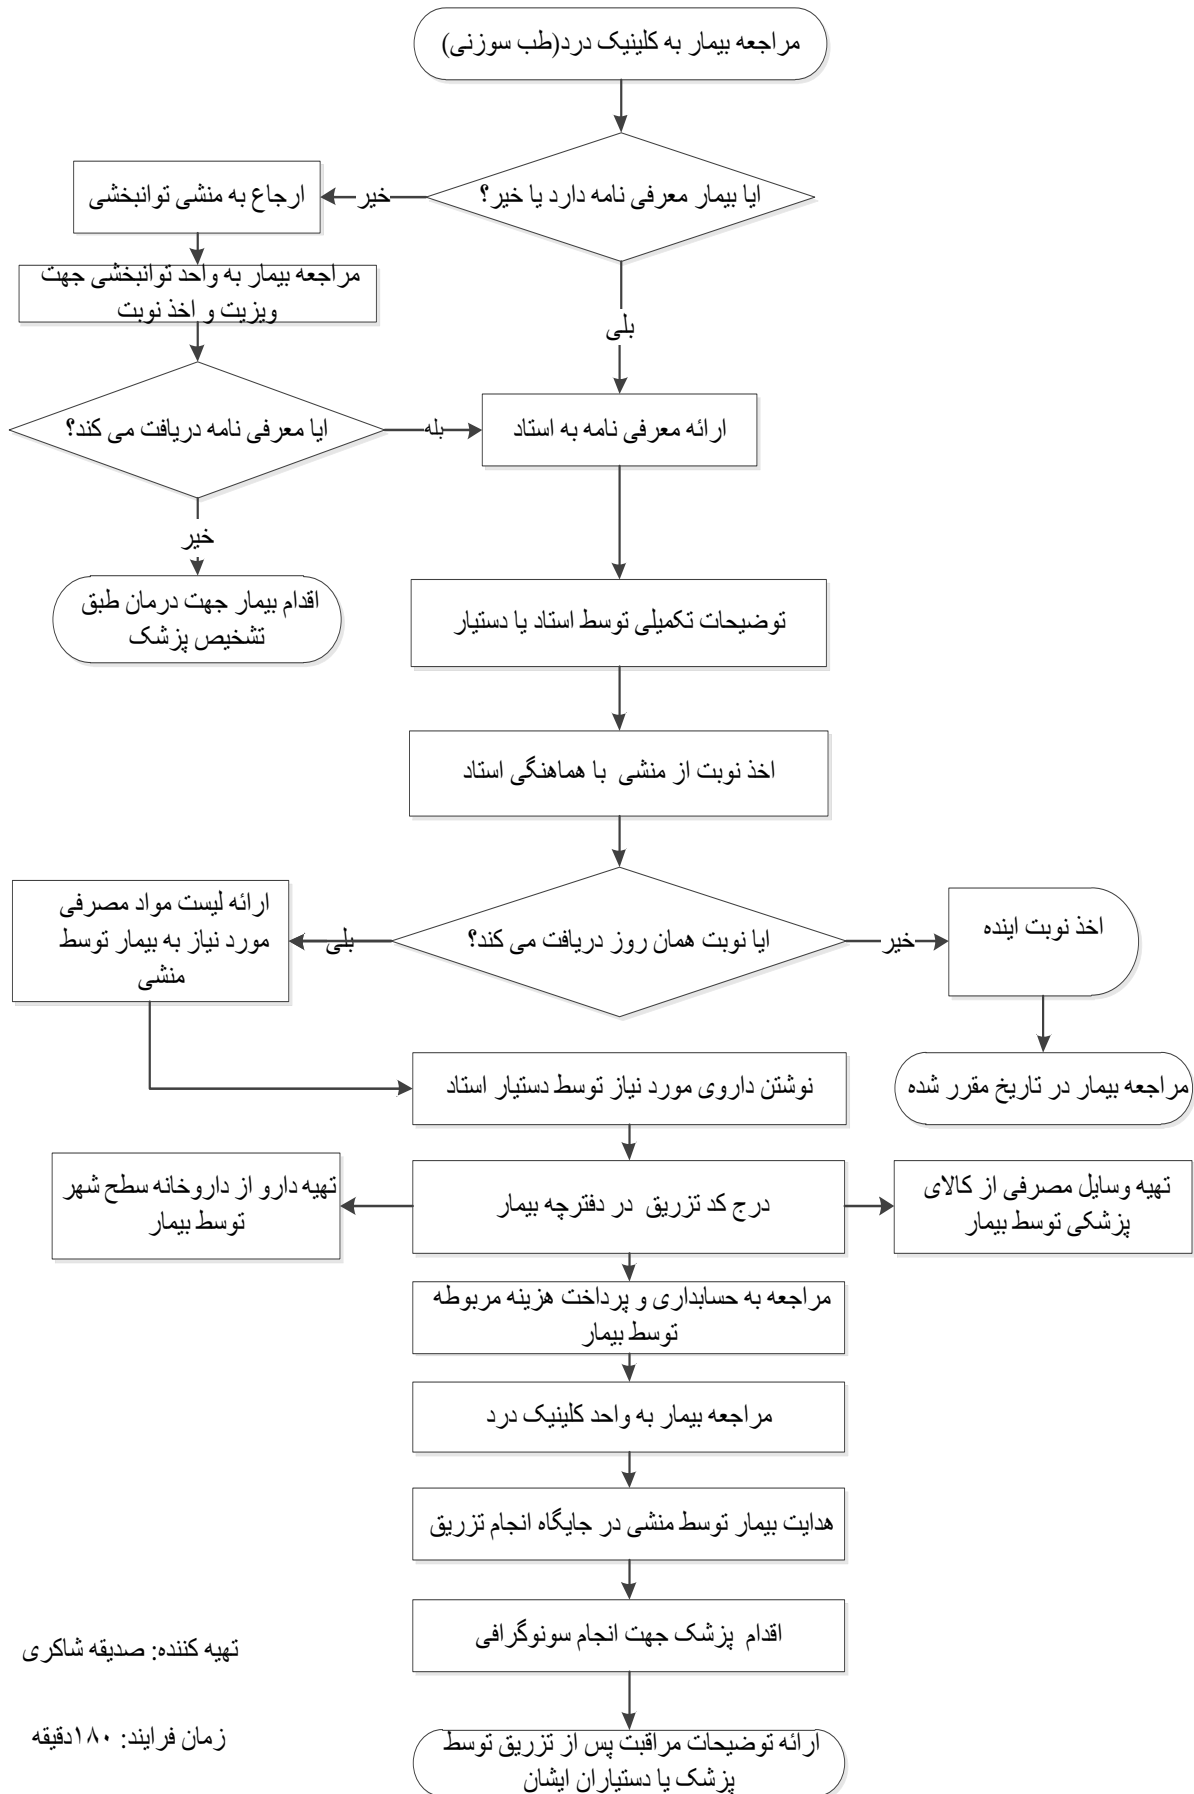 مراجعه بیمار به کلینیک درد(طب سوزنی)
ایا بیمار معرفی نامه دارد یا خیر؟
خیر
ارجاع به منشی توانبخشی
مراجعه بیمار به واحد توانبخشی جهت
ویزیت و اخذ نوبت
بلی
ایا معرفی نامه دریافت می کند؟
بله
ارائه معرفی نامه به استاد
خیر
اقدام بیمار جهت درمان طبق
تشخیص پزشک
توضیحات تکمیلی توسط استاد یا دستیار
اخذ نوبت از منشی با هماهنگی استاد
ایا نوبت همان روز دریافت می کند؟
خیر
اخذ نوبت اینده
مراجعه بیمار در تاریخ مقرر شده
بلی
ارائه لیست مواد مصرفی
مورد نیاز به بیمار توسط
منشی
نوشتن داروی مورد نیاز توسط دستیار استاد
درج کد تزریق در دفترچه بیمار
تهیه وسایل مصرفی از کالای
پزشکی توسط بیمار
تهیه دارو از داروخانه سطح شهر
توسط بیمار
مراجعه به حسابداری و پرداخت هزینه مربوطه
توسط بیمار
مراجعه بیمار به واحد کلینیک درد
هدایت بیمار توسط منشی در جایگاه انجام تزریق
اقدام پزشک جهت انجام سونوگرافی
ارائه توضیحات مراقبت پس از تزریق توسط
پزشک یا دستیاران ایشان
تهیه کننده: صدیقه شاکری
زمان فرایند: ۱۸۰دقیقه